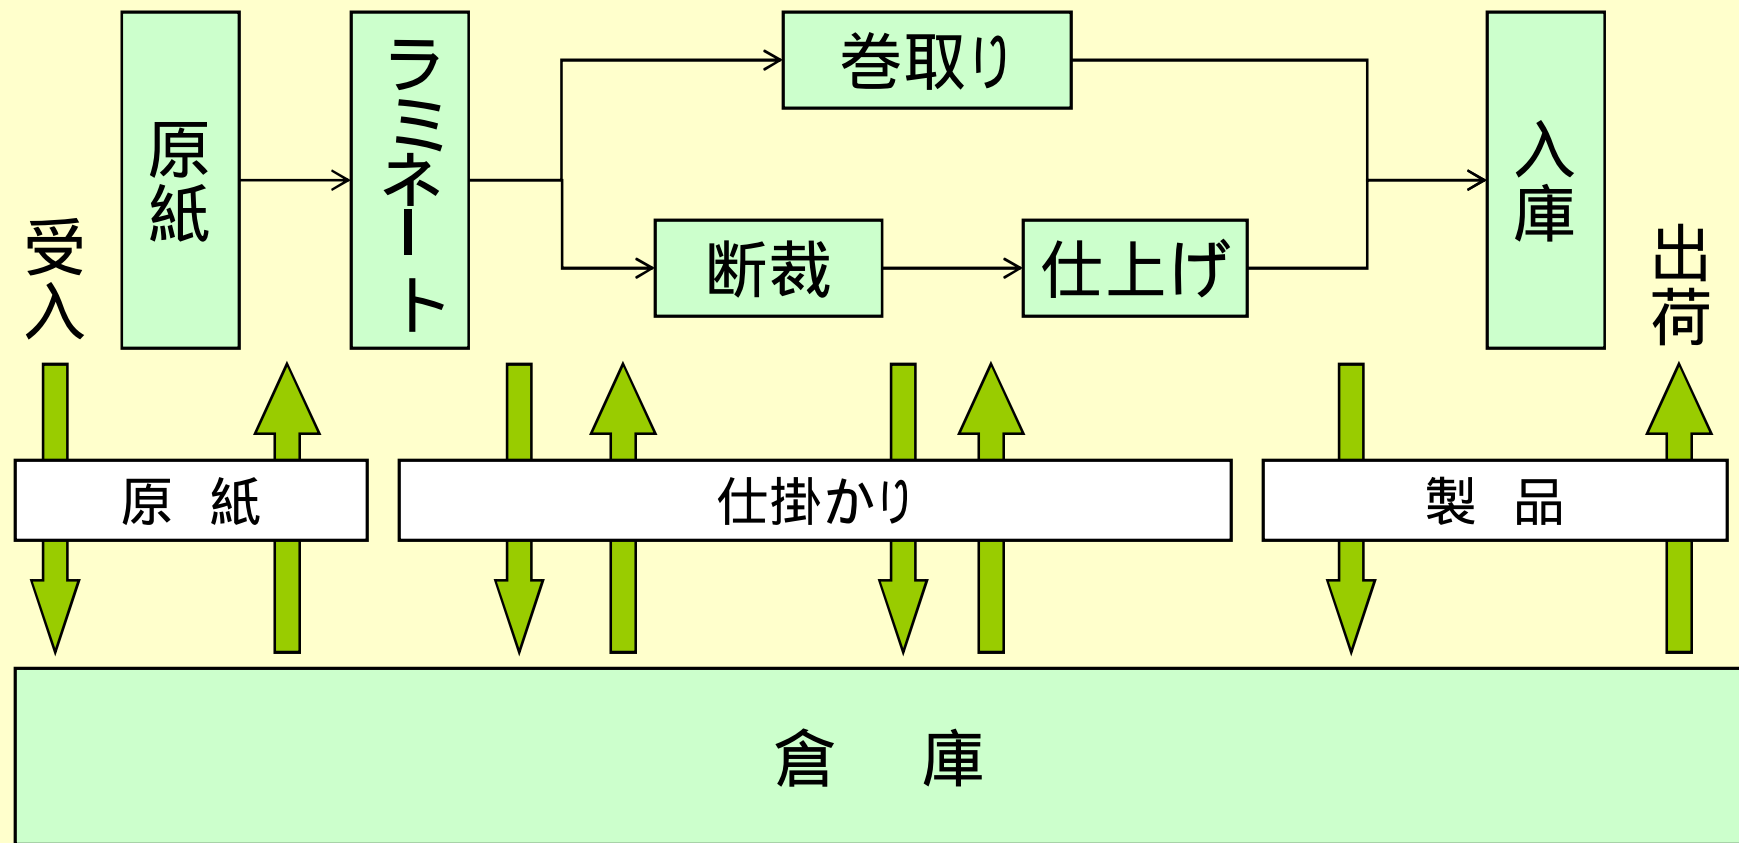 受入
原紙
ラミネート
巻取り
断裁
仕上げ
入庫
出荷
原 紙
仕掛かり
製 品
倉 庫